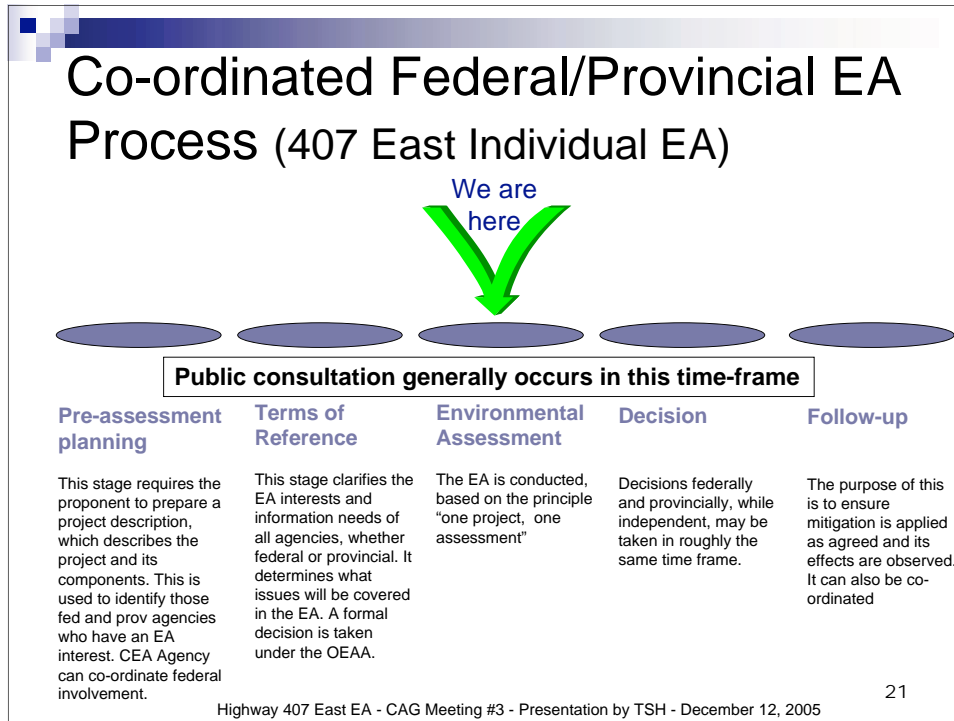 Co-ordinated Federal/Provincial EA
Process (407 East Individual EA)
We are
here
Public consultation generally occurs in this time-frame
Pre-assessment
planning
This stage requires the
proponent to prepare a
project description,
which describes the
project and its
components. This is
used to identify those
fed and prov agencies
who have an EA
interest. CEA Agency
can co-ordinate federal
involvement.
Terms of
Reference
This stage clarifies the
EA interests and
information needs of
all agencies, whether
federal or provincial. It
determines what
issues will be covered
in the EA. A formal
decision is taken
under the OEAA.
Environmental
Assessment
The EA is conducted,
based on the principle
“one project, one
assessment”
Decision
Decisions federally
and provincially, while
independent, may be
taken in roughly the
same time frame.
Follow-up
The purpose of this
is to ensure
mitigation is applied
as agreed and its
effects are observed.
It can also be co-
ordinated
21
Highway 407 East EA - CAG Meeting #3 - Presentation by TSH - December 12, 2005